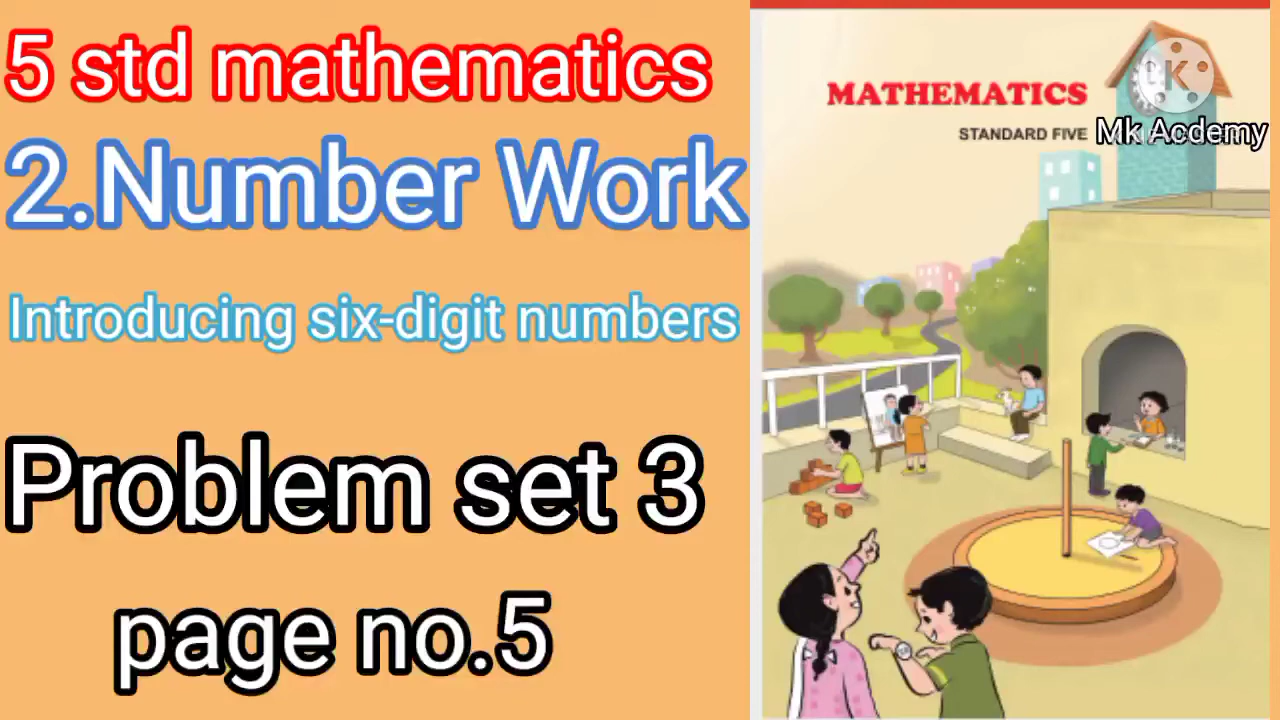 5 std mathematics
2.Number Work
Introducing six-digit numbers
Problem set 3
page no.5
MATHEMATICS
STANDARD FIVE
K
Mk Acdemy